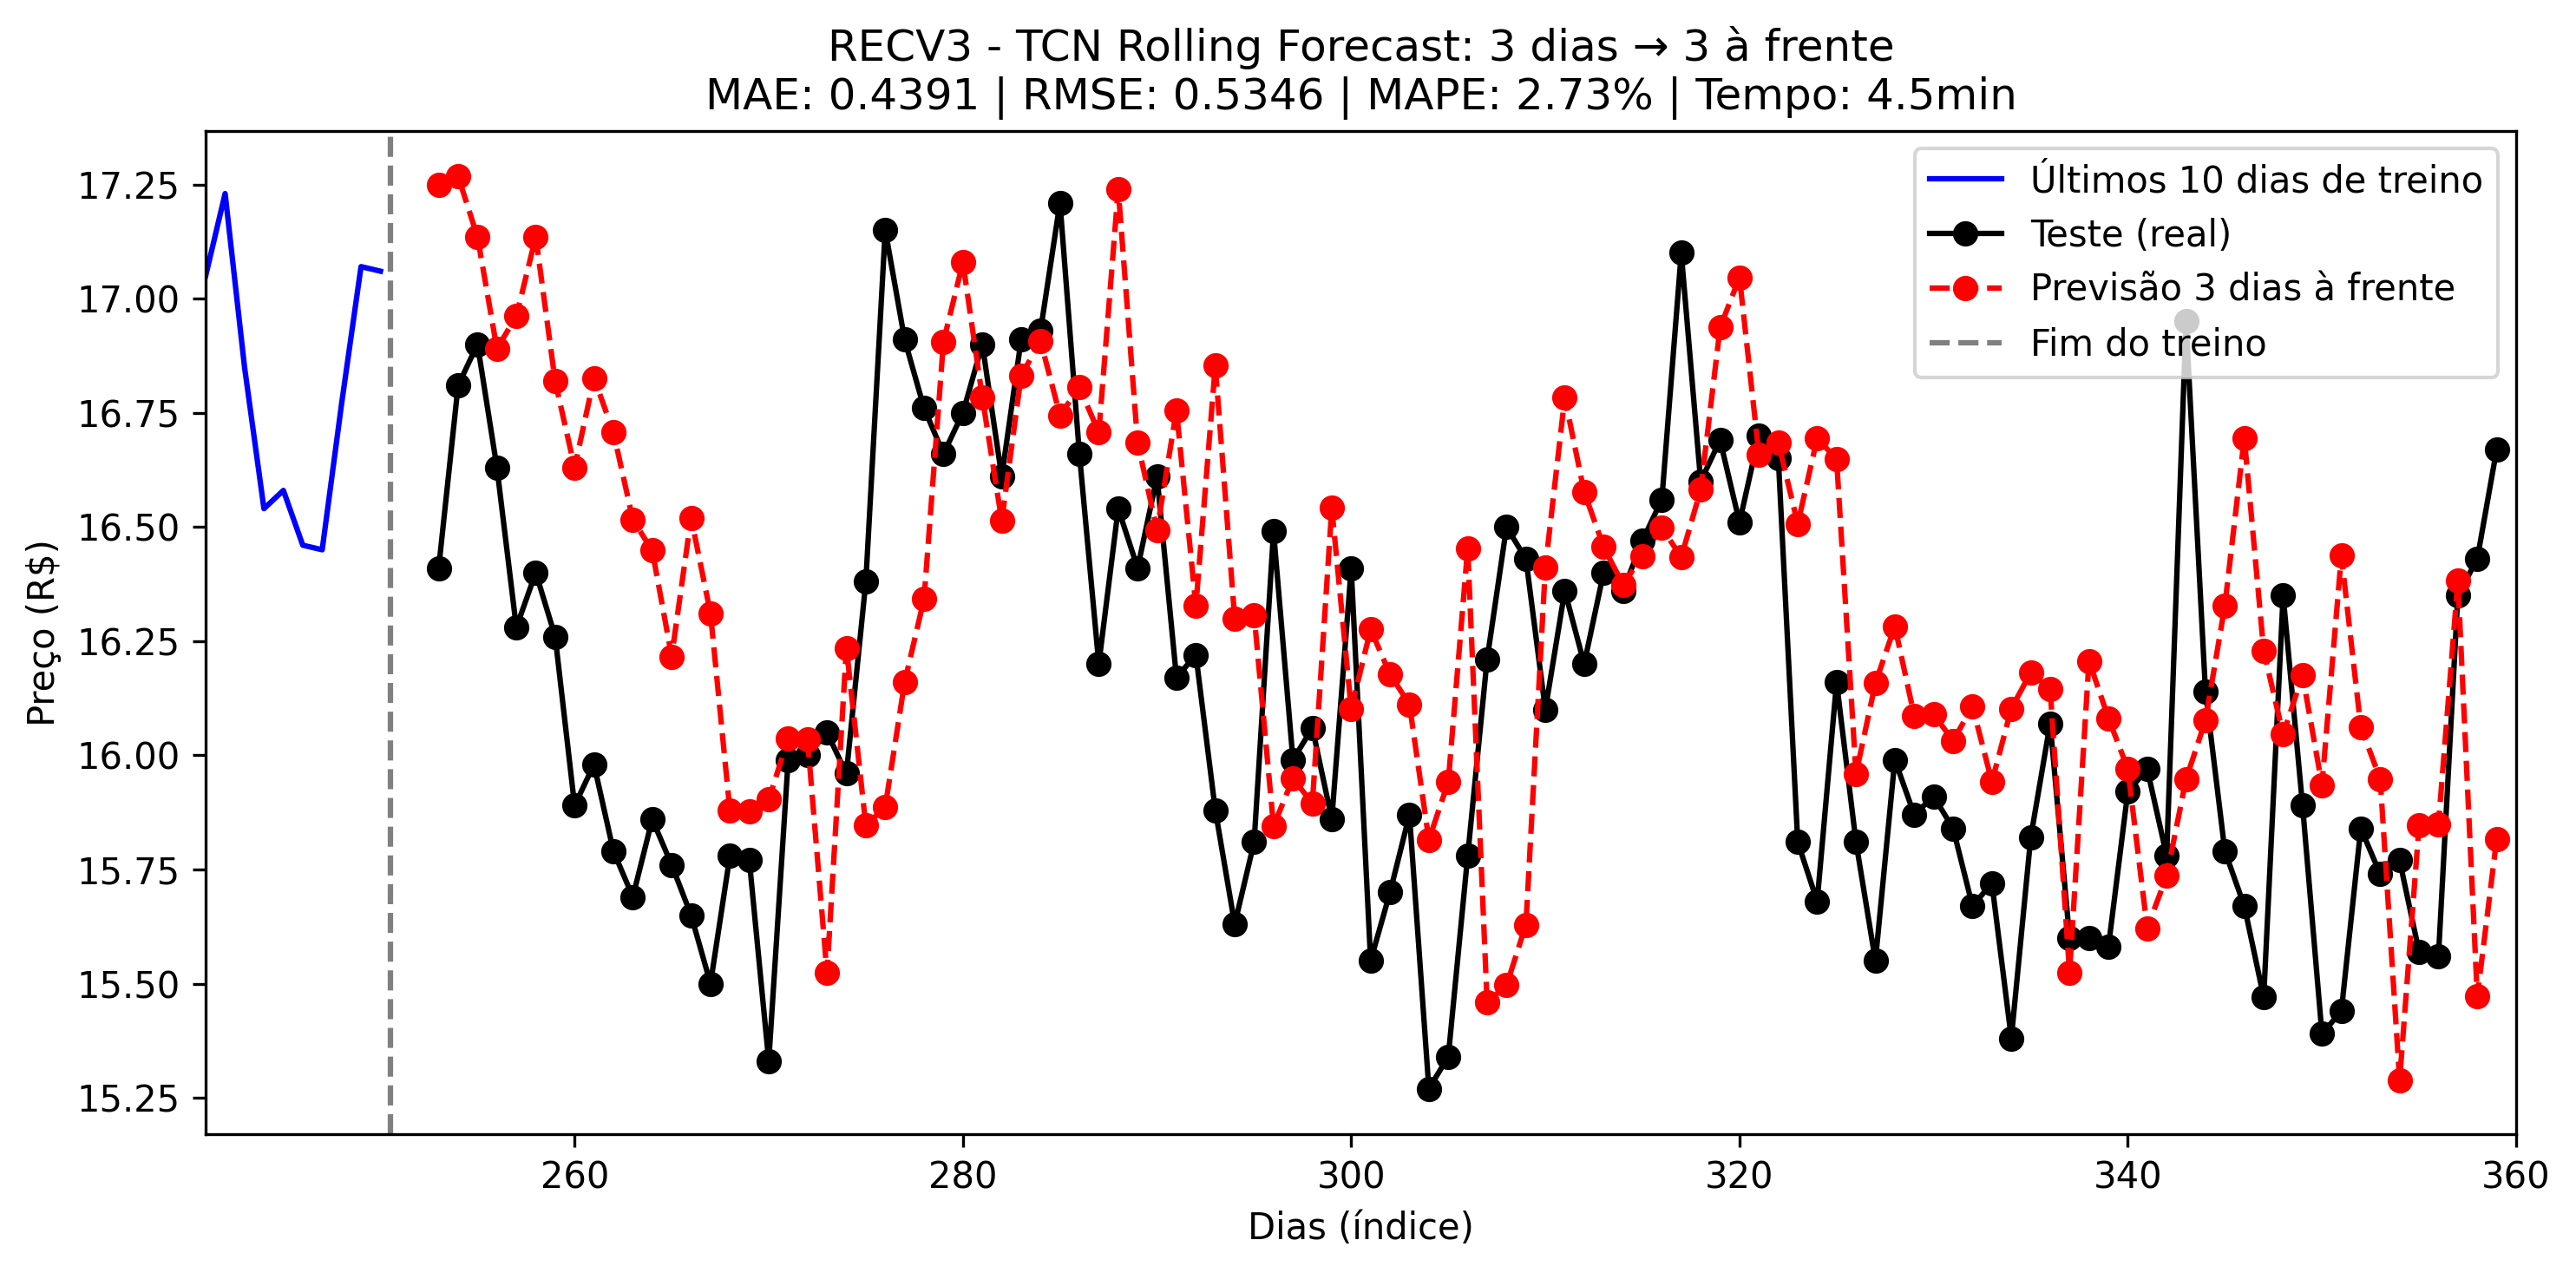 RECV3 - TCN Rolling Forecast: 3 dias → 3 à frente
MAE: 0.4391 | RMSE: 0.5346 | MAPE: 2.73% | Tempo: 4.5min
Últimos 10 dias de treino
Teste (real)
Previsão 3 dias à frente
Fim do treino
Preço (R$)
17.25
17.00
16.75
16.50
16.25
16.00
15.75
15.50
15.25
260
280
300
320
340
360
Dias (índice)